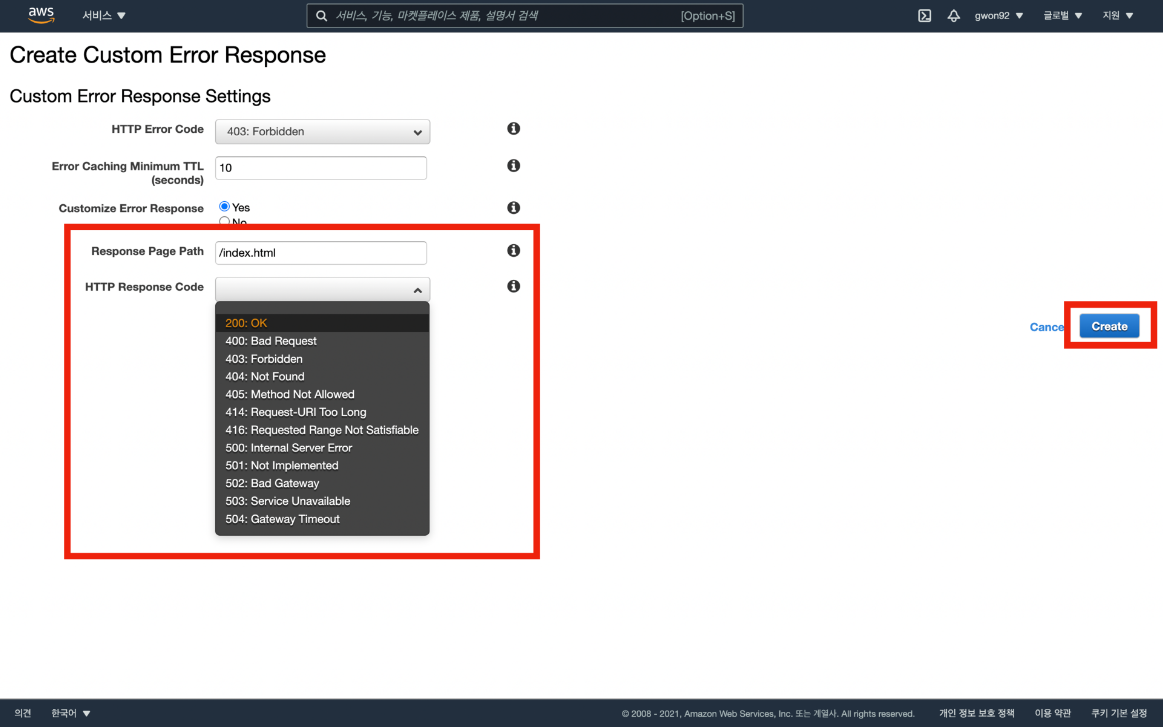 aws
서비스
서비스, 기능, 마켓플레이스 제품, 설명서 검색
[Option+S]
gwon92
글로벌
지원
Create Custom Error Response
Custom Error Response Settings
HTTP Error Code
403: Forbidden
Error Caching Minimum TTL
(seconds)
10
Customize Error Response
Yes
No
Response Page Path
/index.html
HTTP Response Code
200: OK
400: Bad Request
403: Forbidden
404: Not Found
405: Method Not Allowed
414: Request-URI Too Long
416: Requested Range Not Satisfiable
500: Internal Server Error
501: Not Implemented
502: Bad Gateway
503: Service Unavailable
504: Gateway Timeout
Cance
Create
의견
한국어
© 2008 - 2021, Amazon Web Services, Inc. 또는 계열사. All rights reserved.
개인 정보 보호 정책
이용 약관
쿠키 기본 설정